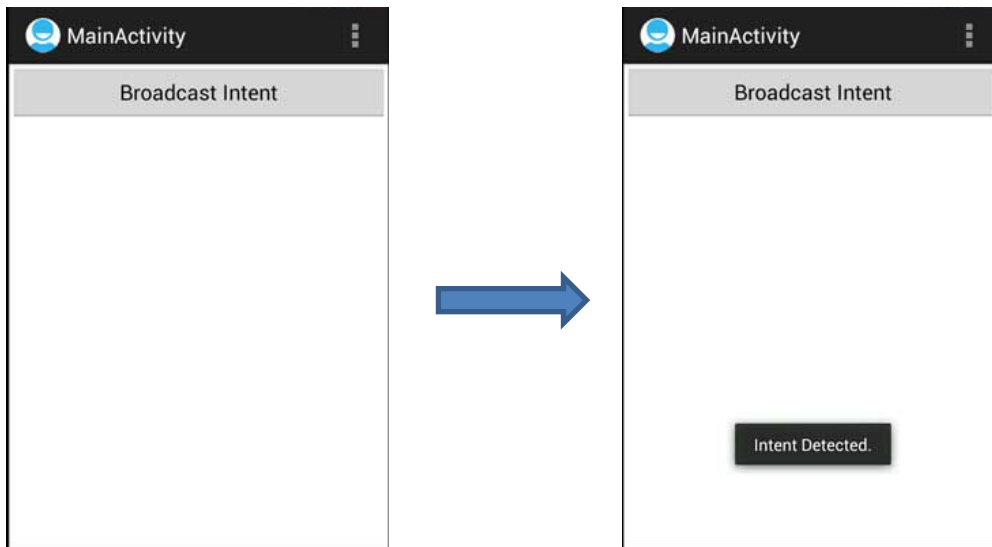 MainActivity
Broadcast Intent
MainActivity
Broadcast Intent
Intent Detected.